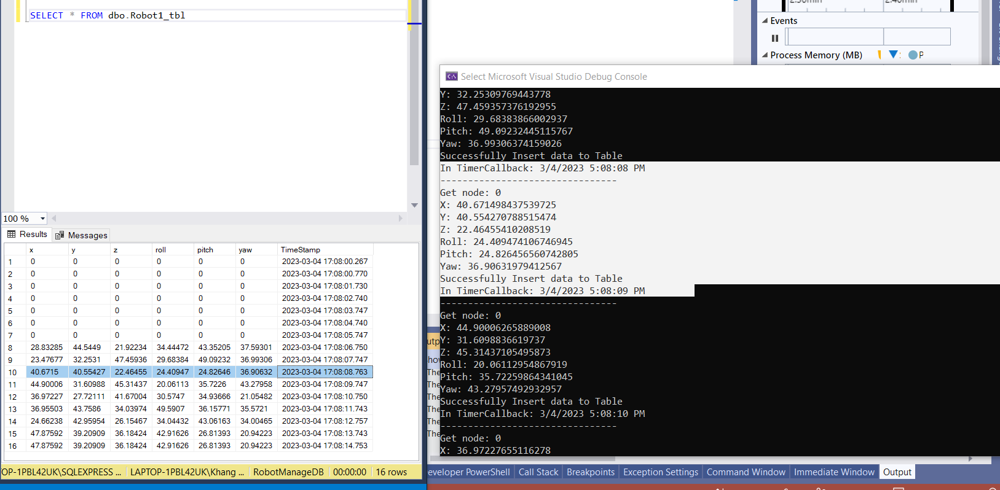 SELECT * FROM dbo.Robot1_tbl
100 %
Results Messages
x y z roll pitch yaw TimeStamp
1 0 0 0 0 0 0 2023-03-04 17:08:00.267
2 0 0 0 0 0 0 2023-03-04 17:08:00.770
3 0 0 0 0 0 0 2023-03-04 17:08:01.730
4 0 0 0 0 0 0 2023-03-04 17:08:02.740
5 0 0 0 0 0 0 2023-03-04 17:08:03.747
6 0 0 0 0 0 0 2023-03-04 17:08:04.740
7 0 0 0 0 0 0 2023-03-04 17:08:05.747
8 28.83285 44.5449 21.92234 34.44472 43.35205 37.59301 2023-03-04 17:08:06.750
9 23.47677 32.2531 47.45936 29.68384 49.09232 36.99306 2023-03-04 17:08:07.747
10 40.6715 40.55427 22.46455 24.40947 24.82646 36.90632 2023-03-04 17:08:08.763
11 44.90006 31.60988 45.31437 20.06113 35.7226 43.27958 2023-03-04 17:08:09.747
12 36.97227 27.72111 41.67004 30.5747 34.93666 21.05482 2023-03-04 17:08:10.750
13 36.95503 43.7586 34.03974 49.5907 36.15771 35.5721 2023-03-04 17:08:11.743
14 24.66238 42.95954 26.15467 34.04432 43.06163 34.00465 2023-03-04 17:08:12.757
15 47.87592 39.20909 36.18424 42.91626 26.81393 20.94223 2023-03-04 17:08:13.743
16 47.87592 39.20909 36.18424 42.91626 26.81393 20.94223 2023-03-04 17:08:14.753
OP-1PBL42UK\SQLEXPRESS ... LAPTOP-1PBL42UK\Khang ... RobotManageDB 00:00:00 16 rows
2:30min 2:40min
Events
Process Memory (MB) P
Select Microsoft Visual Studio Debug Console
Y: 32.25309769443778
Z: 47.459357376192955
Roll: 29.68383866002937
Pitch: 49.09232445115767
Yaw: 36.99306374159026
Successfully Insert data to Table
In TimerCallback: 3/4/2023 5:08:08 PM
--------------------------------
Get node: 0
X: 40.671498437539725
Y: 40.554270788515474
Z: 22.46455410208519
Roll: 24.409474106746945
Pitch: 24.826456560742805
Yaw: 36.90631979412567
Successfully Insert data to Table
In TimerCallback: 3/4/2023 5:08:09 PM
--------------------------------
Get node: 0
X: 44.90006265889008
Y: 31.6098836619737
Z: 45.31437105495873
Roll: 20.06112954867919
Pitch: 35.72259864341045
Yaw: 43.27957492932957
Successfully Insert data to Table
In TimerCallback: 3/4/2023 5:08:10 PM
--------------------------------
Get node: 0
X: 36.97227655116278
utp
how
The
The
The
The
The
The
eveloper PowerShell Call Stack Breakpoints Exception Settings Command Window Immediate Window Output